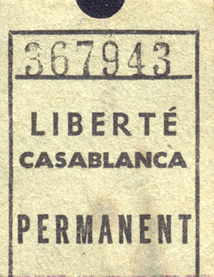 367943
LIBERTÉ
CASABLANCA
PERMANENT